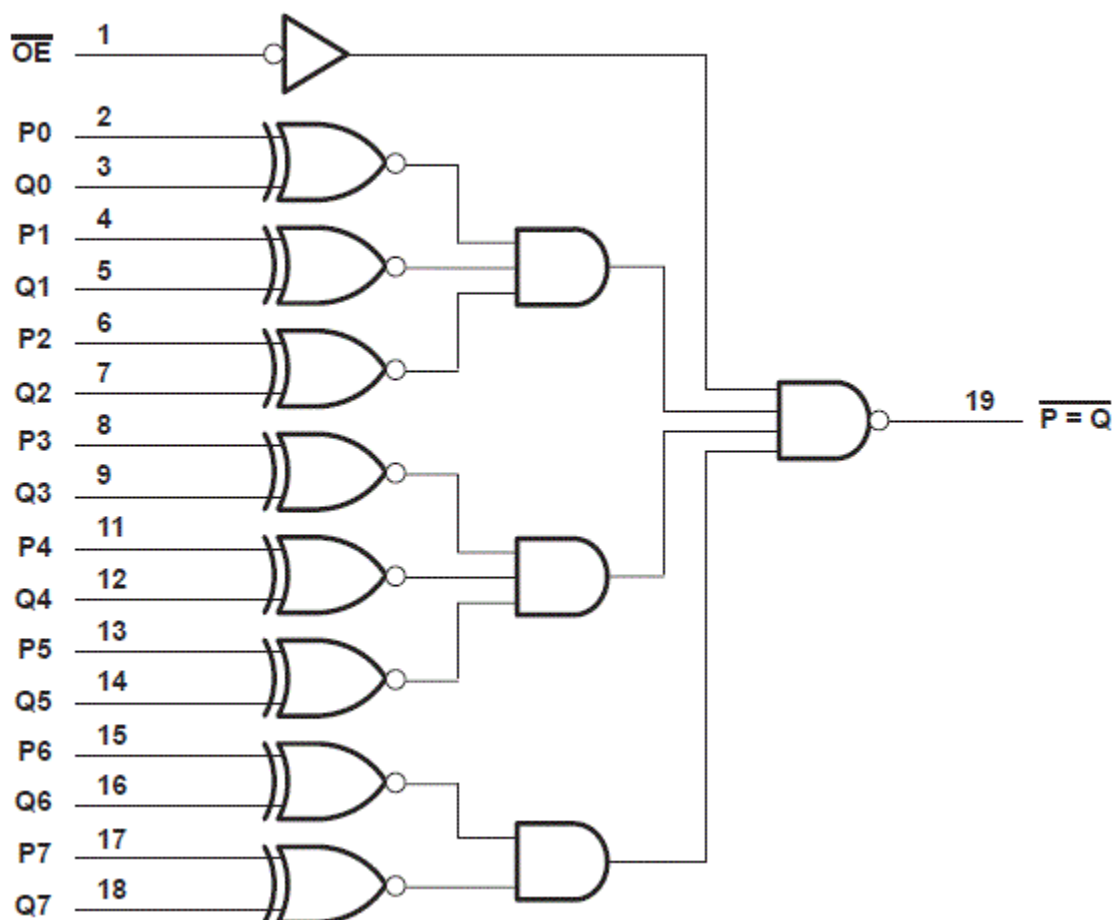 O̅E̅ 1
P0 2
Q0 3
P1 4
Q1 5
P2 6
Q2 7
P3 8
Q3 9
P4 11
Q4 12
P5 13
Q5 14
P6 15
Q6 16
P7 17
Q7 18
19 P̅ ̅=̅ ̅Q̅